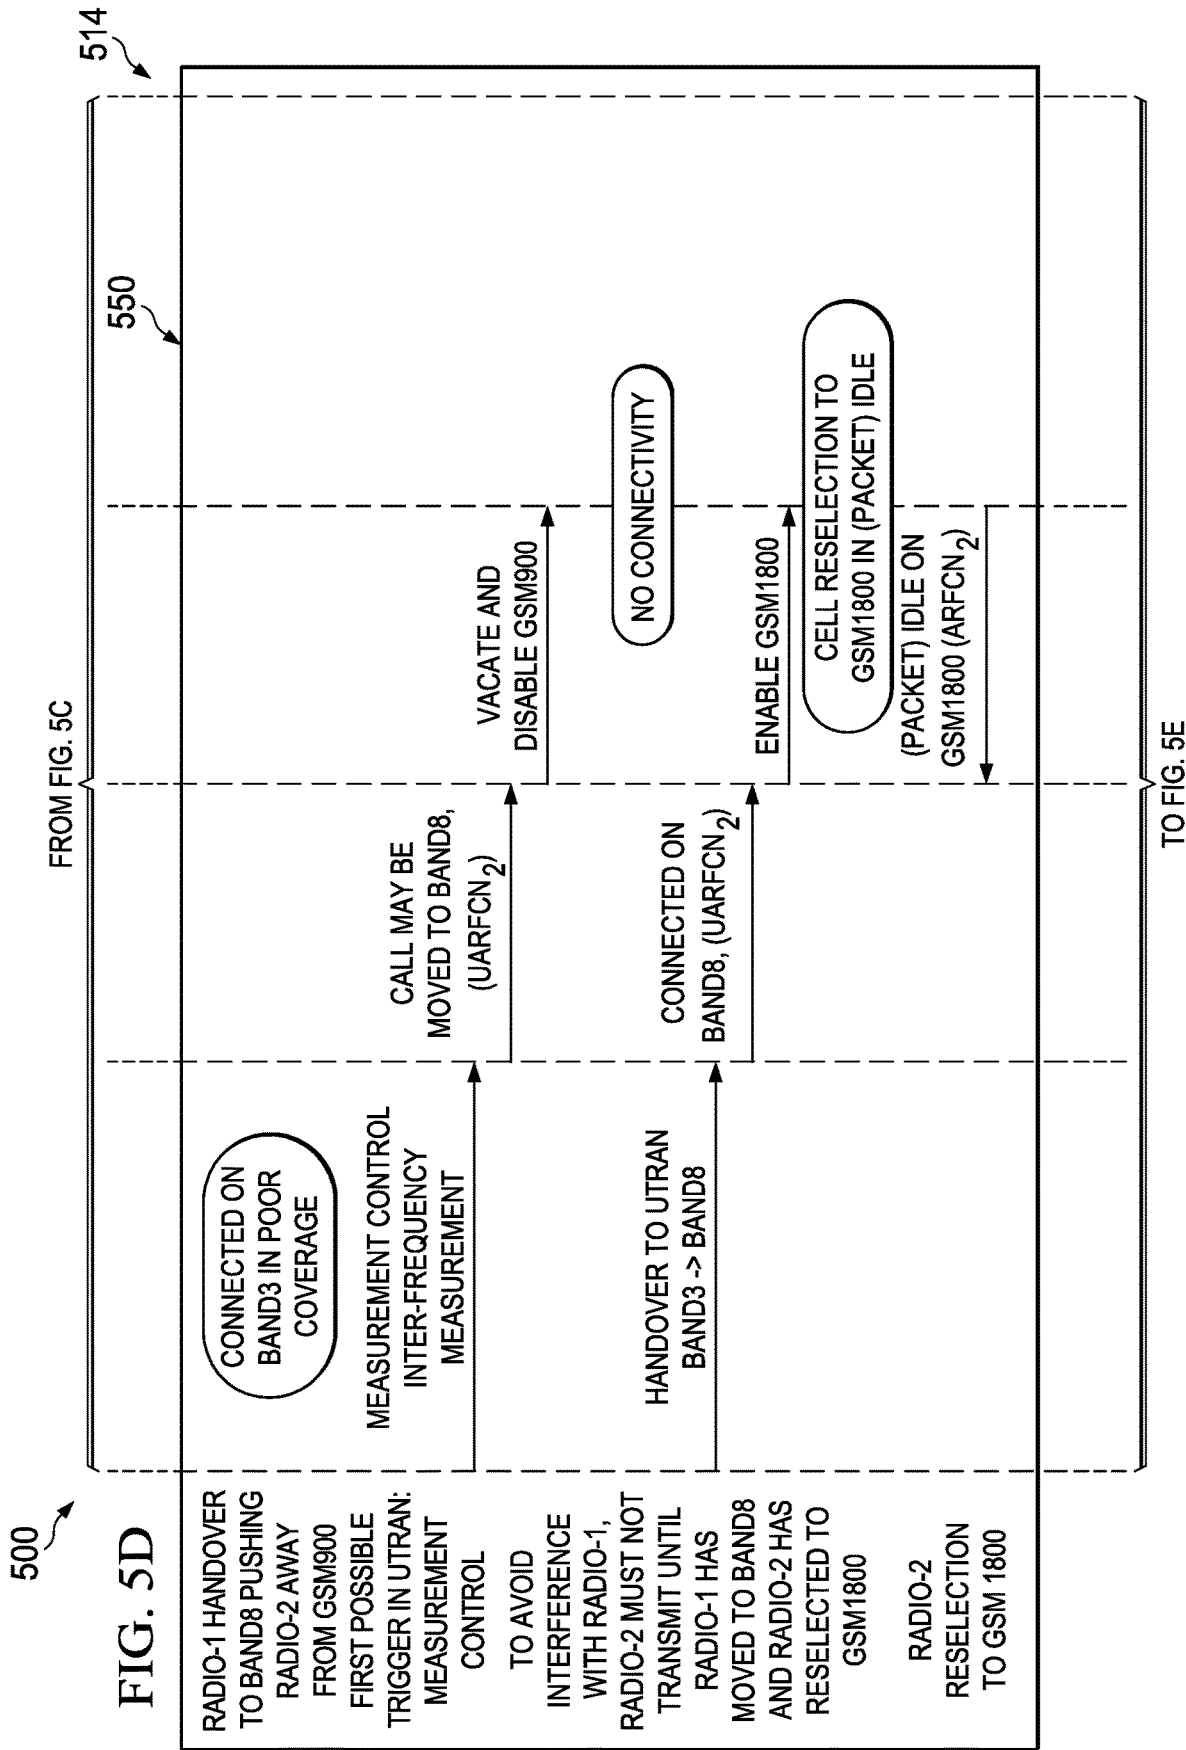 500
FIG. 5D
514
FROM FIG. 5C
550
RADIO-1 HANDOVER
TO BAND8 PUSHING
RADIO-2 AWAY
FROM GSM900
FIRST POSSIBLE
TRIGGER IN UTRAN:
MEASUREMENT
CONTROL
TO AVOID
INTERFERENCE
WITH RADIO-1,
RADIO-2 MUST NOT
TRANSMIT UNTIL
RADIO-1 HAS
MOVED TO BAND8
AND RADIO-2 HAS
RESELECTED TO
GSM1800
RADIO-2
RESELECTION
TO GSM 1800
CONNECTED ON
BAND3 IN POOR
COVERAGE
MEASUREMENT CONTROL
INTER-FREQUENCY
MEASUREMENT
CALL MAY BE
MOVED TO BAND8,
(UARFCN2)
VACATE AND
DISABLE GSM900
NO CONNECTIVITY
HANDOVER TO UTRAN
BAND3 -> BAND8
CONNECTED ON
BAND8, (UARFCN2)
ENABLE GSM1800
CELL RESELECTION TO
GSM1800 IN (PACKET) IDLE
(PACKET) IDLE ON
GSM1800 (ARFCN2)
TO FIG. 5E